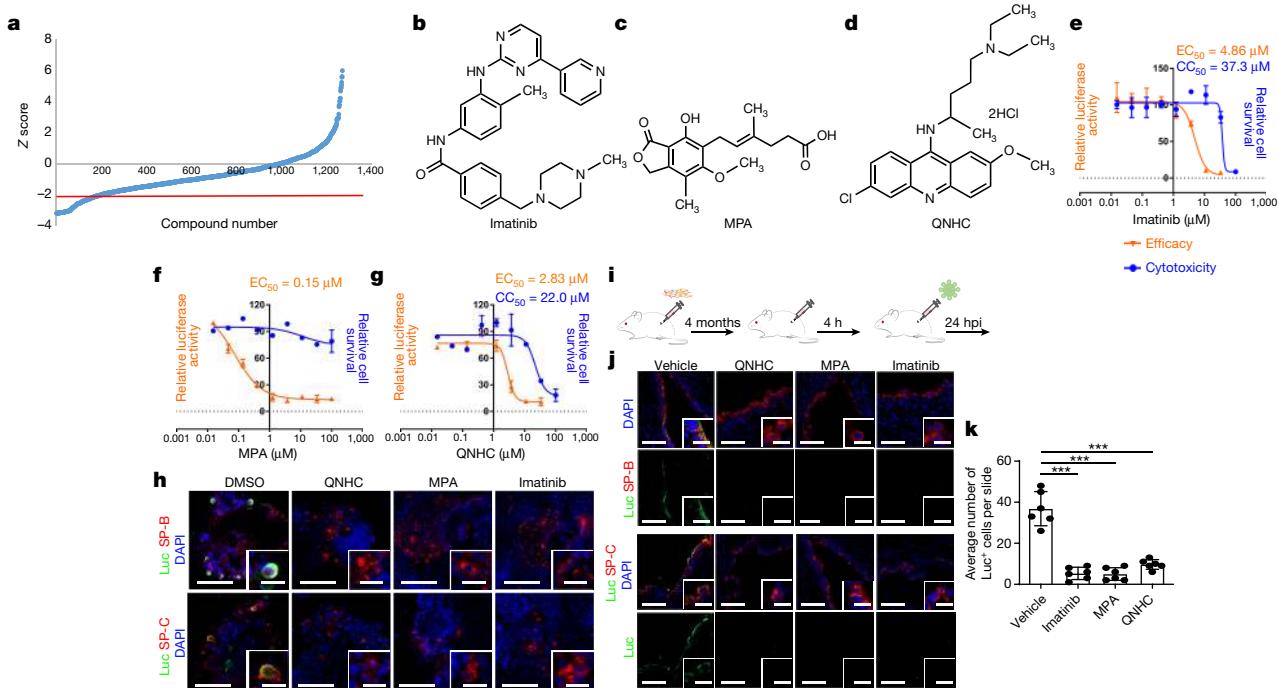 a
8
6
4
2
0
−2
−4
Z score
200
400
600
800
1,000
1,200
1,400
Compound number
b
N
N
N
HN
CH3
HN
O
N
N
CH3
Imatinib
c
CH3
O
OH
O
OH
O
O
CH3
CH3
MPA
d
CH3
N
CH3
2HCl
HN
CH3
O
CH3
Cl
N
QNHC
e
EC50 = 4.86 μM
CC50 = 37.3 μM
Relative luciferase
activity
150
100
50
0
Relative cell
survival
0.001
0.1
1
10
100
1,000
Imatinib (μM)
Efficacy
Cytotoxicity
f
EC50 = 0.15 μM
Relative luciferase
activity
120
90
60
30
0
Relative cell
survival
0.001
0.01
0.1
1
10
100
1,000
MPA (μM)
g
EC50 = 2.83 μM
CC50 = 22.0 μM
Relative luciferase
activity
120
90
60
30
0
Relative cell
survival
0.001
0.01
0.1
1
10
100
1,000
QNHC (μM)
h
DMSO
QNHC
MPA
Imatinib
Luc SP-B
DAPI
Luc SP-C
DAPI
i
4 months
4 h
24 hpi
j
Vehicle
QNHC
MPA
Imatinib
Luc SP-B
DAPI
Luc SP-C
DAPI
Luc
k
Average number of
Luc+ cells per slide
60
40
20
0
***
***
***
Vehicle
Imatinib
MPA
QNHC